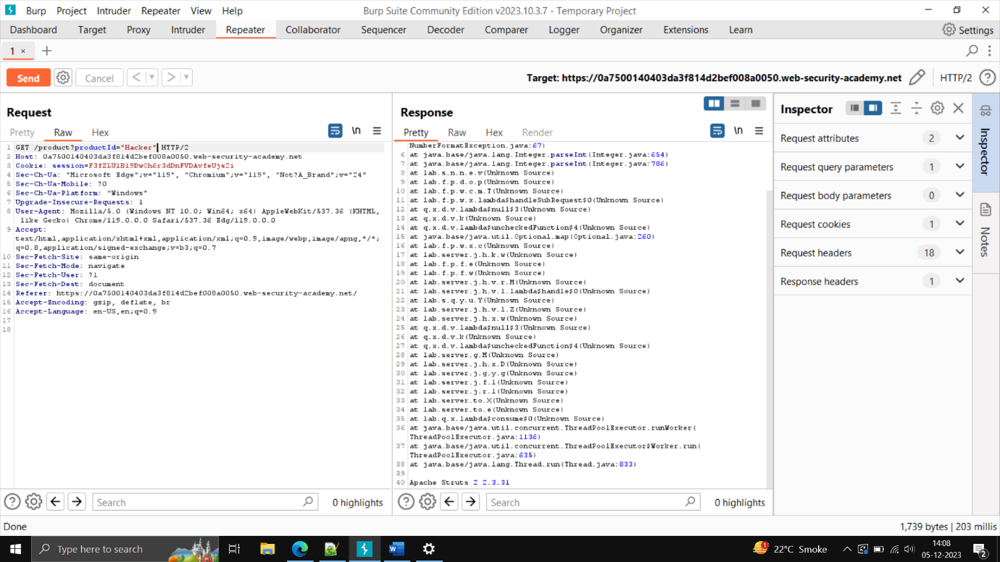 Burp Project Intruder Repeater View Help Burp Suite Community Edition v2023.10.3.7 - Temporary Project
Dashboard Target Proxy Intruder Repeater Collaborator Sequencer Decoder Comparer Logger Organizer Extensions Learn Settings
1 ×
Send Cancel Target: https://0a7500140403da3f814d2bef008a0050.web-security-academy.net HTTP/2
Request
Pretty Raw Hex \n
1 GET /product?productId="Hacker" HTTP/2
2 Host: 0a7500140403da3f814d2bef008a0050.web-security-academy.net
3 Cookie:
4 Sec-Ch-Ua: "Microsoft Edge";v="119", "Chromium";v="119", "Not?A_Brand";v="24"
5 Sec-Ch-Ua-Mobile: ?0
6 Sec-Ch-Ua-Platform: "Windows"
7 Upgrade-Insecure-Requests: 1
8 User-Agent: Mozilla/5.0 (Windows NT 10.0; Win64; x64) AppleWebKit/537.36 (KHTML,
like Gecko) Chrome/119.0.0.0 Safari/537.36 Edg/119.0.0.0
9 Accept:
text/html,application/xhtml+xml,application/xml;q=0.9,image/webp,image/apng,*/*;
q=0.8,application/signed-exchange;v=b3;q=0.7
10 Sec-Fetch-Site: same-origin
11 Sec-Fetch-Mode: navigate
12 Sec-Fetch-User: ?1
13 Sec-Fetch-Dest: document
14 Referer: https://0a7500140403da3f814d2bef008a0050.web-security-academy.net/
15 Accept-Encoding: gzip, deflate, br
16 Accept-Language: en-US,en;q=0.9
17
18
Search 0 highlights
Response
Pretty Raw Hex Render \n
NumberFormatException.java:67)
6 at java.base/java.lang.Integer.parseInt(Integer.java:654)
7 at java.base/java.lang.Integer.parseInt(Integer.java:786)
8 at lab.s.n.n.e.v(Unknown Source)
9 at lab.f.p.d.o.p(Unknown Source)
10 at lab.f.p.w.c.m.T(Unknown Source)
11 at lab.f.p.w.x.lambda$handleSubRequest$0(Unknown Source)
12 at q.x.d.v.lambda$null$3(Unknown Source)
13 at q.x.d.v.k(Unknown Source)
14 at q.x.d.v.lambda$uncheckedFunction$4(Unknown Source)
15 at java.base/java.util.Optional.map(Optional.java:260)
16 at lab.f.p.w.x.c(Unknown Source)
17 at lab.server.j.h.k.w(Unknown Source)
18 at lab.f.p.f.e(Unknown Source)
19 at lab.f.p.f.w(Unknown Source)
20 at lab.server.j.h.v.r.M(Unknown Source)
21 at lab.server.j.h.v.l.lambda$handle$0(Unknown Source)
22 at lab.s.q.y.u.Y(Unknown Source)
23 at lab.server.j.h.v.l.Z(Unknown Source)
24 at lab.server.j.h.x.w(Unknown Source)
25 at q.x.d.v.lambda$null$3(Unknown Source)
26 at q.x.d.v.k(Unknown Source)
27 at q.x.d.v.lambda$uncheckedFunction$4(Unknown Source)
28 at lab.server.g.M(Unknown Source)
29 at lab.server.j.h.x.D(Unknown Source)
30 at lab.server.j.g.y.g(Unknown Source)
31 at lab.server.j.f.l(Unknown Source)
32 at lab.server.j.r.l(Unknown Source)
33 at lab.server.to.X(Unknown Source)
34 at lab.server.to.e(Unknown Source)
35 at lab.q.x.lambda$consume$0(Unknown Source)
36 at java.base/java.util.concurrent.ThreadPoolExecutor.runWorker(
ThreadPoolExecutor.java:1136)
37 at java.base/java.util.concurrent.ThreadPoolExecutor$Worker.run(
ThreadPoolExecutor.java:635)
38 at java.base/java.lang.Thread.run(Thread.java:833)
39
40 Apache Struts 2 2.3.31
Search 0 highlights
Inspector
Request attributes 2
Request query parameters 1
Request body parameters 0
Request cookies 1
Request headers 18
Response headers 1
Inspector
Notes
Done 1,739 bytes | 203 millis
Type here to search 1 22°C Smoke 14:08
05-12-2023 2